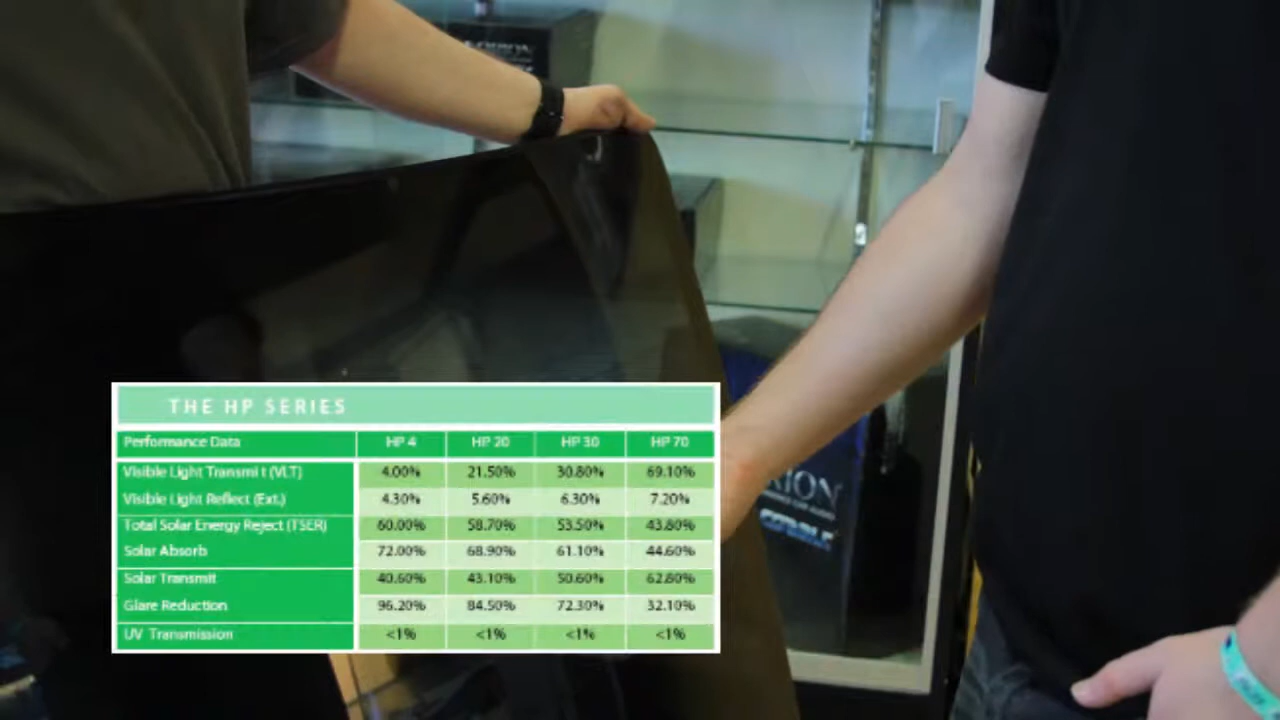 THE HP SERIES
Performance Data HP 4 HP 20 HP 30 HP 70
Visible Light Transmit (VLT) 4.00% 21.50% 30.80% 69.10%
Visible Light Reflect (Ext.) 4.30% 5.60% 6.30% 7.20%
Total Solar Energy Reject (TSER) 60.00% 58.70% 53.50% 43.80%
Solar Absorb 72.00% 68.90% 61.10% 44.60%
Solar Transmit 40.60% 43.10% 50.60% 62.80%
Glare Reduction 96.20% 84.50% 72.30% 32.10%
UV Transmission <1% <1% <1% <1%